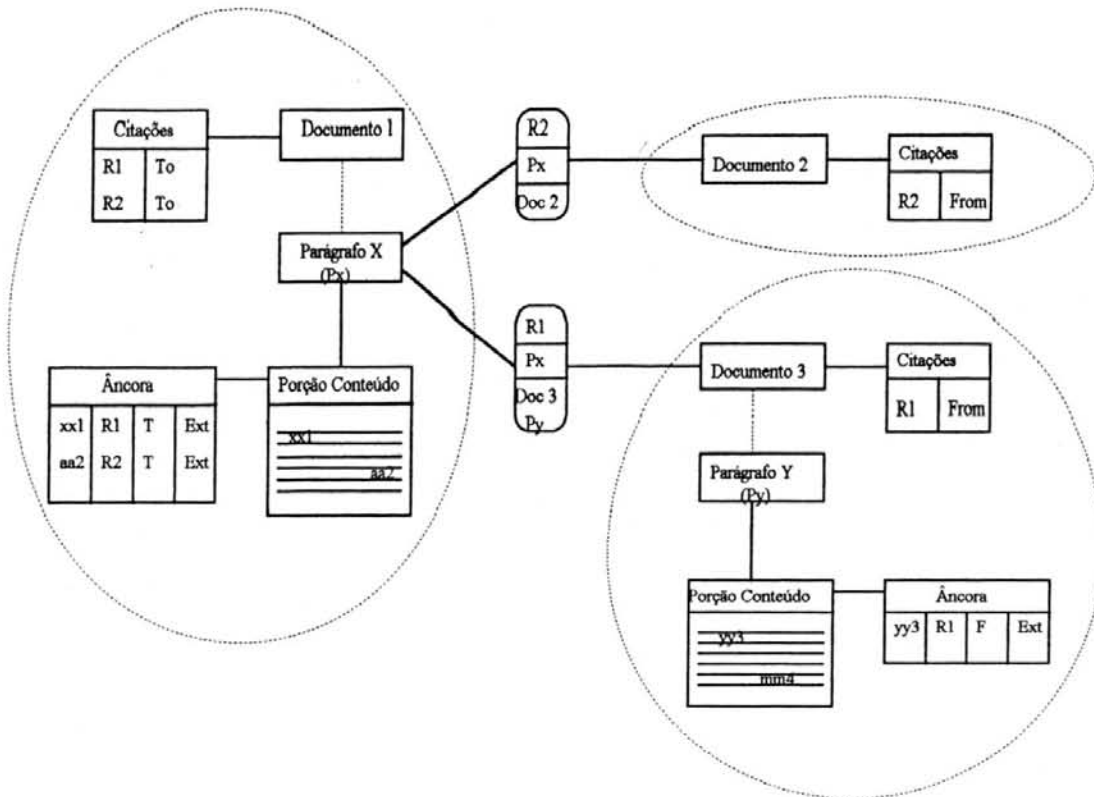 Citações
R1 To
R2 To
Documento 1
Parágrafo X
(Px)
Âncora
xx1 R1 T Ext
aa2 R2 T Ext
Porção Conteúdo
xx1
aa2
R2
Px
Doc 2
Documento 2
Citações
R2 From
R1
Px
Doc 3
Py
Documento 3
Citações
R1 From
Parágrafo Y
(Py)
Porção Conteúdo
yy3
mm4
Âncora
yy3 R1 F Ext